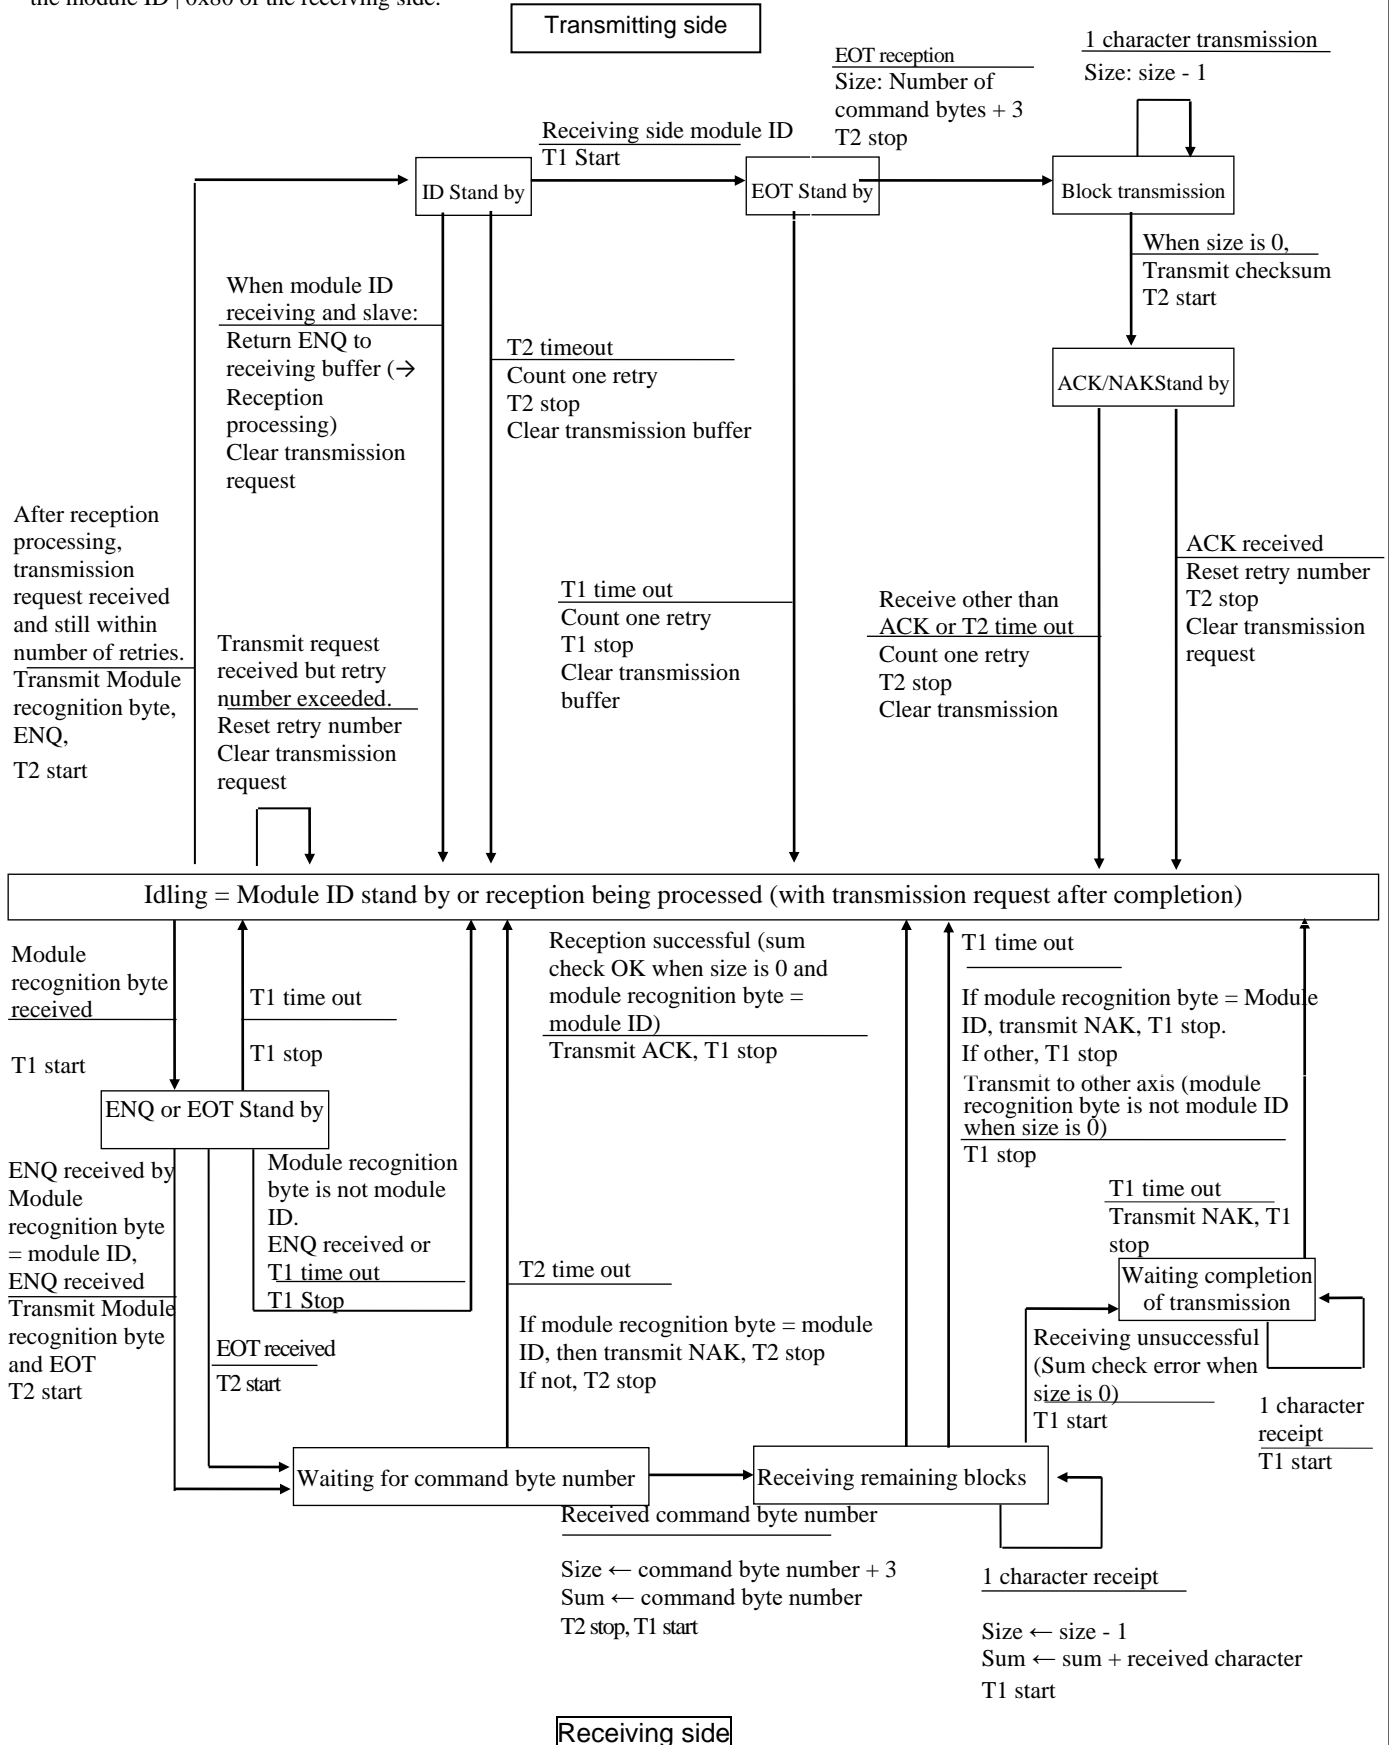 the module ID | 0x80 of the receiving side.
Transmitting side
1 character transmission
Size: size - 1
EOT reception
Size: Number of
command bytes + 3
T2 stop
Receiving side module ID
T1 Start
ID Stand by
EOT Stand by
Block transmission
When size is 0,
Transmit checksum
T2 start
When module ID
receiving and slave:
Return ENQ to
receiving buffer (→
Reception
processing)
Clear transmission
request
T2 timeout
Count one retry
T2 stop
Clear transmission buffer
ACK/NAKStand by
After reception
processing,
transmission
request received
and still within
number of retries.
Transmit Module
recognition byte,
ENQ,
T2 start
Transmit request
received but retry
number exceeded.
Reset retry number
Clear transmission
request
T1 time out
Count one retry
T1 stop
Clear transmission
buffer
Receive other than
ACK or T2 time out
Count one retry
T2 stop
Clear transmission
ACK received
Reset retry number
T2 stop
Clear transmission
request
Idling = Module ID stand by or reception being processed (with transmission request after completion)
Module
recognition byte
received
T1 start
T1 time out
T1 stop
Reception successful (sum
check OK when size is 0 and
module recognition byte =
module ID)
Transmit ACK, T1 stop
T1 time out
If module recognition byte = Module
ID, transmit NAK, T1 stop.
If other, T1 stop
Transmit to other axis (module
recognition byte is not module ID
when size is 0)
T1 stop
ENQ or EOT Stand by
ENQ received by
Module
recognition byte
= module ID,
ENQ received
Transmit Module
recognition byte
and EOT
T2 start
Module recognition
byte is not module
ID.
ENQ received or
T1 time out
T1 Stop
EOT received
T2 start
T2 time out
If module recognition byte = module
ID, then transmit NAK, T2 stop
If not, T2 stop
T1 time out
Transmit NAK, T1
stop
Waiting completion
of transmission
Receiving unsuccessful
(Sum check error when
size is 0)
T1 start
1 character
receipt
T1 start
Waiting for command byte number
Receiving remaining blocks
Received command byte number
Size ← command byte number + 3
Sum ← command byte number
T2 stop, T1 start
1 character receipt
Size ← size - 1
Sum ← sum + received character
T1 start
Receiving side